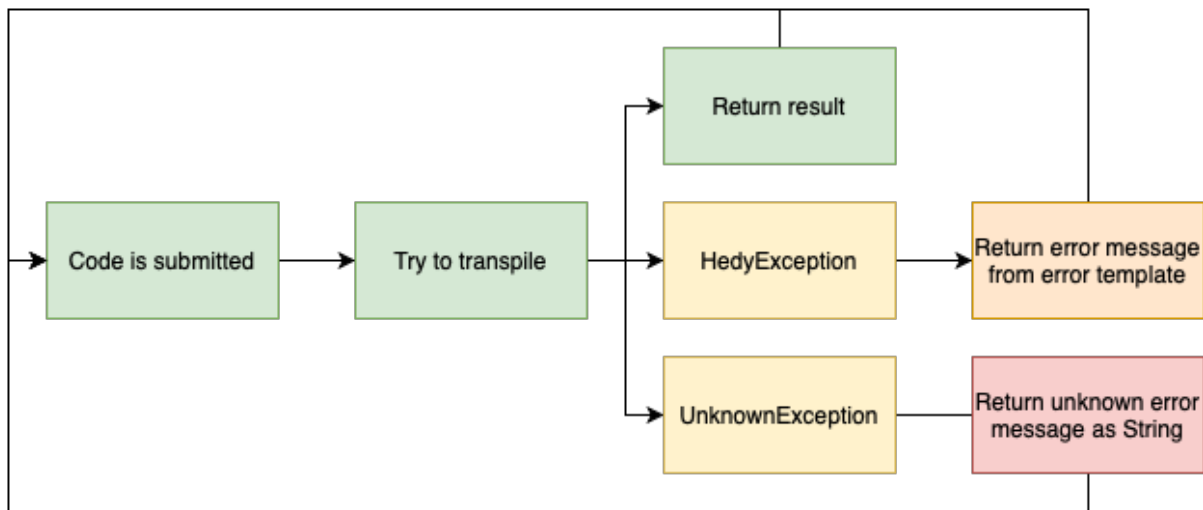 Return result
Code is submitted
Try to transpile
HedyException
Return error message
from error template
UnknownException
Return unknown error
message as String